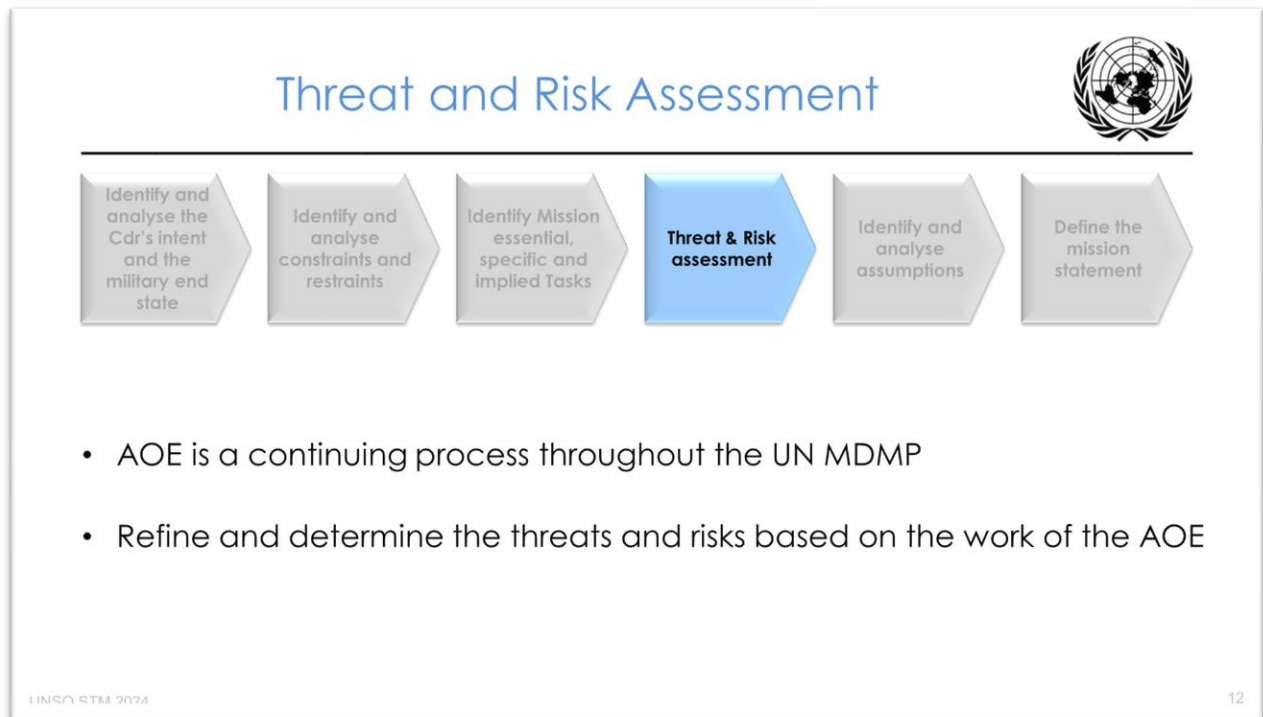 Threat and Risk Assessment
Identify and
analyse the
Cdr's intent
and the
military end
state
Identify and
analyse
constraints and
restraints
Identify Mission
essential,
specific and
implied Tasks
Threat & Risk
assessment
Identify and
analyse
assumptions
Define the
mission
statement
• AOE is a continuing process throughout the UN MDMP
• Refine and determine the threats and risks based on the work of the AOE
UNSO STM 2024
12